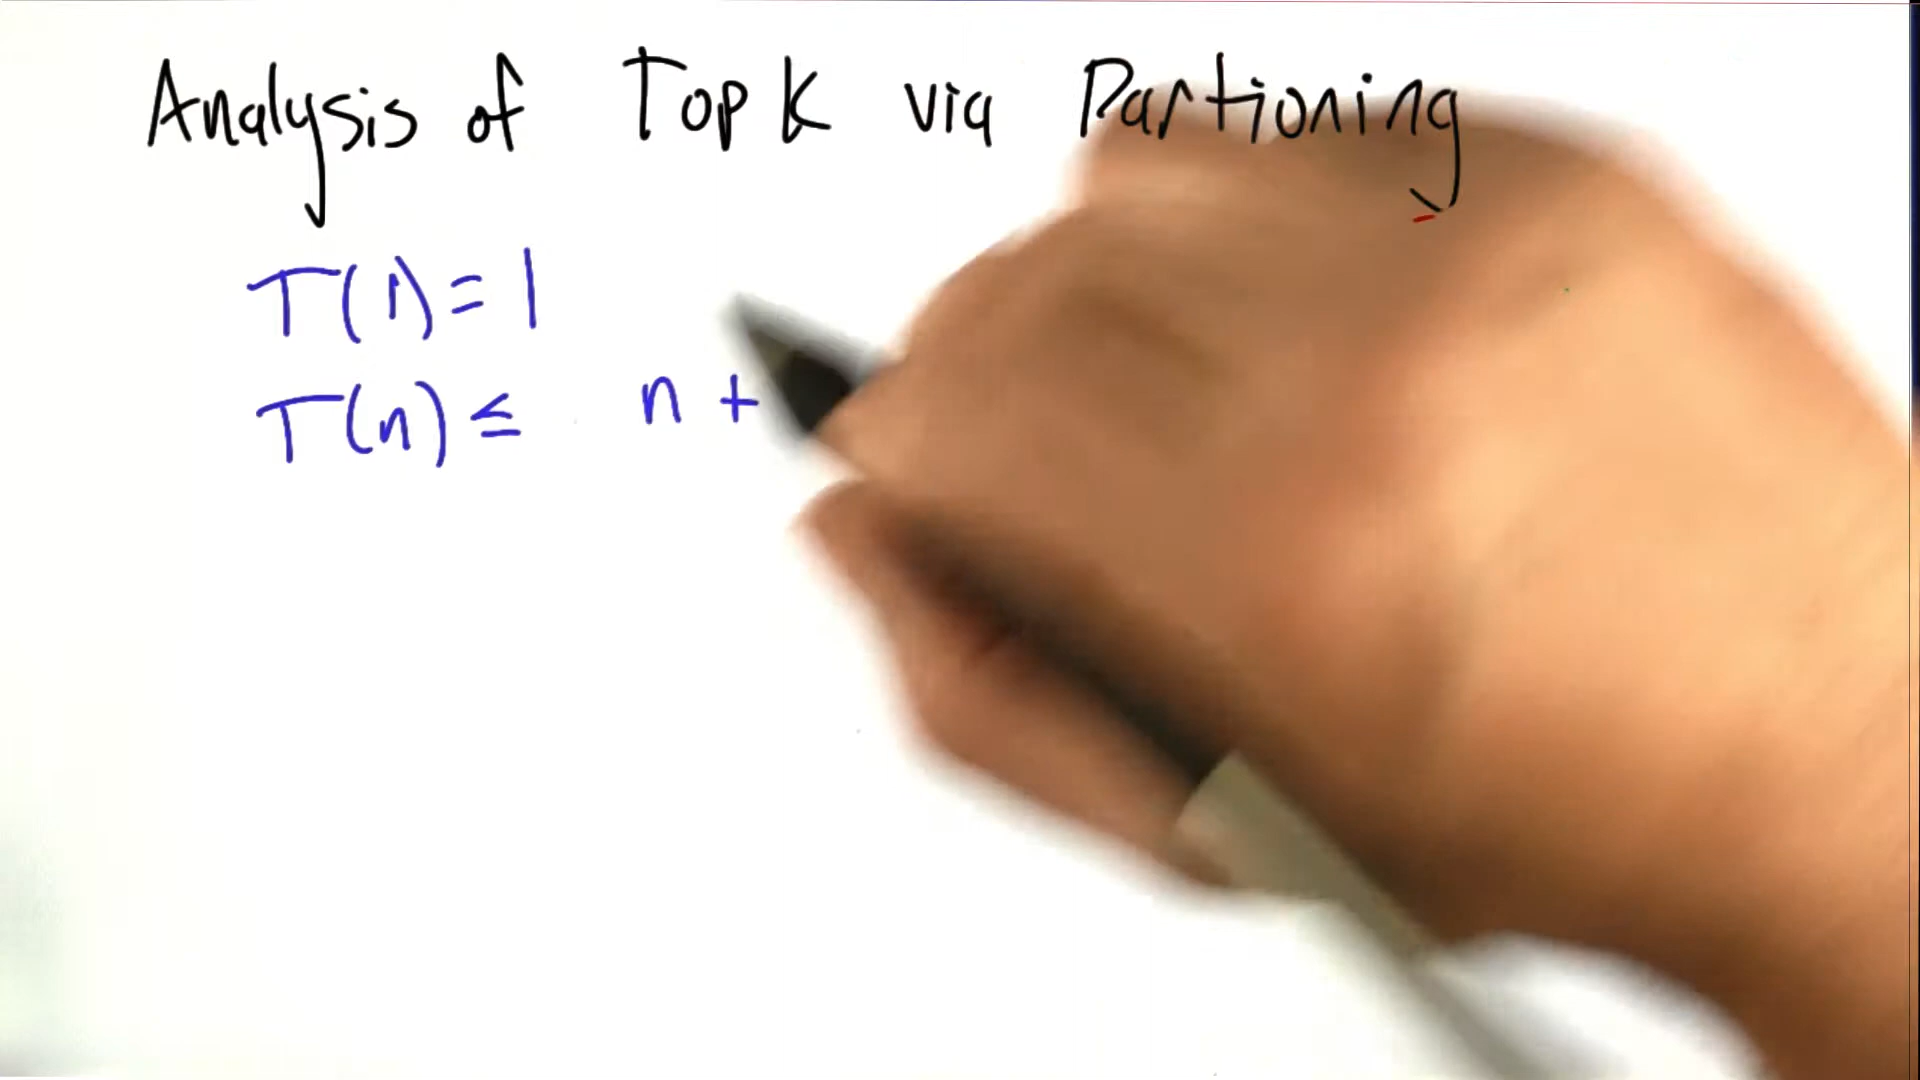 Analysis of Top K via Partioning
T(1) = 1
T(n) ≤ n +